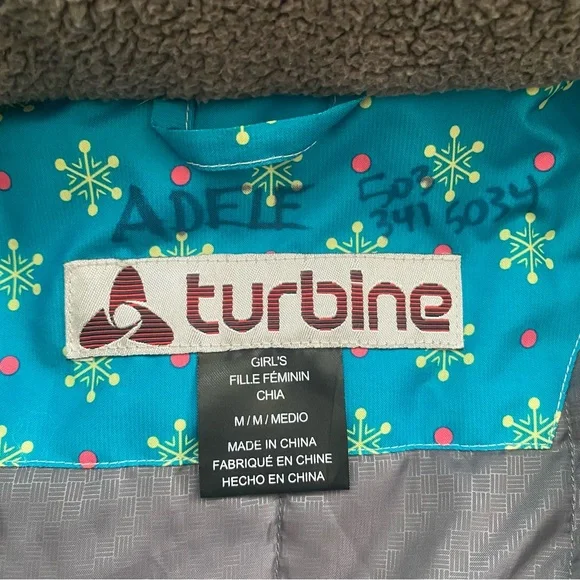 ADELE 503
341 5034
turbine
GIRL'S
FILLE FÉMININ
CHIA
M / M / MEDIO
MADE IN CHINA
FABRIQUÉ EN CHINE
HECHO EN CHINA